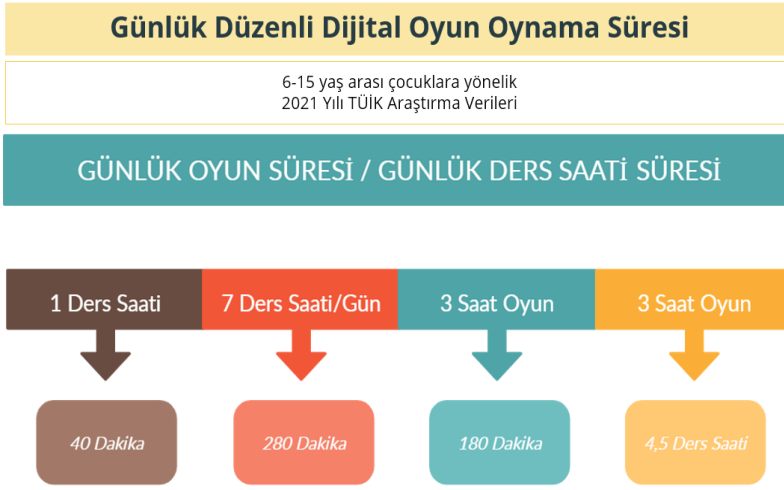 Günlük Düzenli Dijital Oyun Oynama Süresi
6-15 yaş arası çocuklara yönelik
2021 Yılı TÜİK Araştırma Verileri
GÜNLÜK OYUN SÜRESİ / GÜNLÜK DERS SAATİ SÜRESİ
1 Ders Saati
7 Ders Saati/Gün
3 Saat Oyun
3 Saat Oyun
40 Dakika
280 Dakika
180 Dakika
4,5 Ders Saati